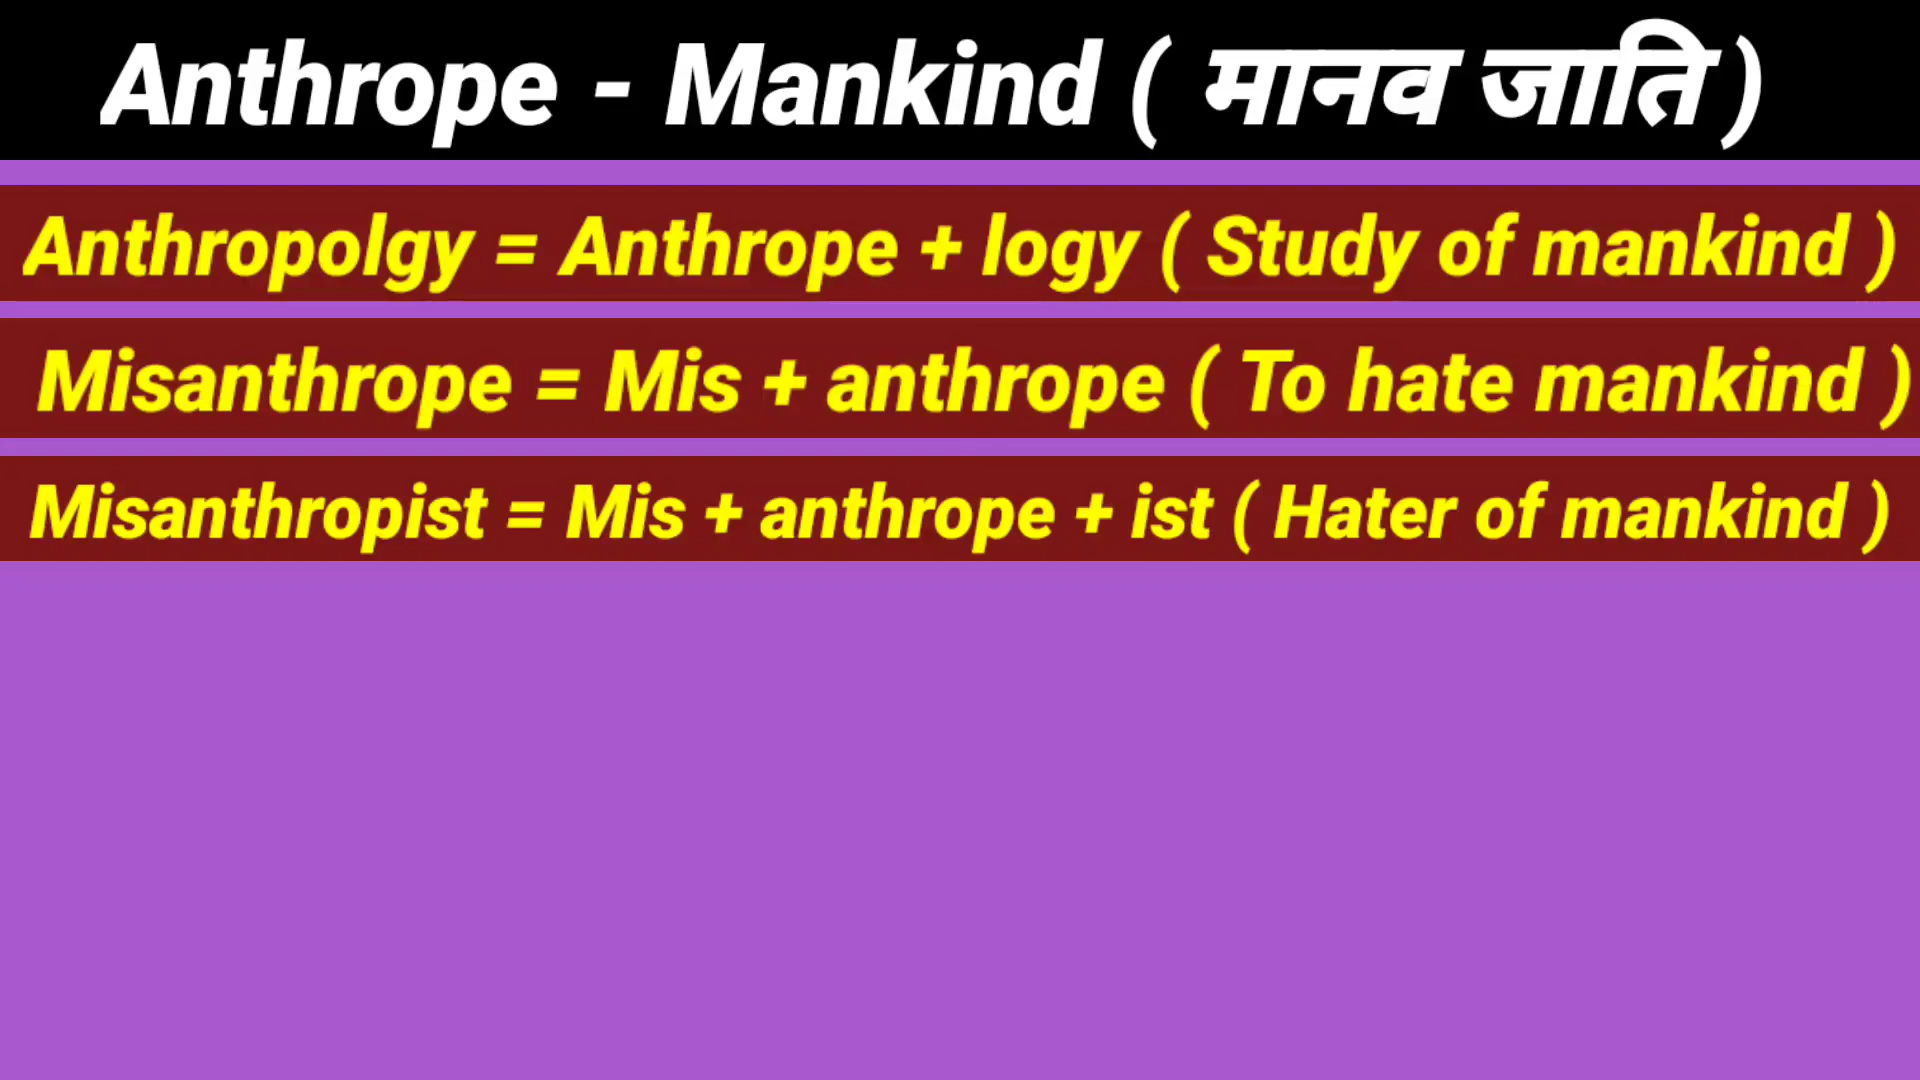 Anthrope - Mankind ( मानव जाति )
Anthropolgy = Anthrope + logy ( Study of mankind )
Misanthrope = Mis + anthrope ( To hate mankind )
Misanthropist = Mis + anthrope + ist ( Hater of mankind )